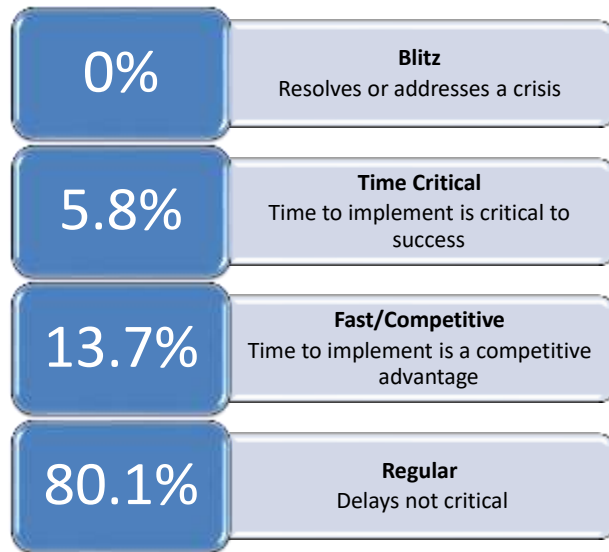 0%
Blitz
Resolves or addresses a crisis
5.8%
Time Critical
Time to implement is critical to
success
13.7%
Fast/Competitive
Time to implement is a competitive
advantage
80.1%
Regular
Delays not critical